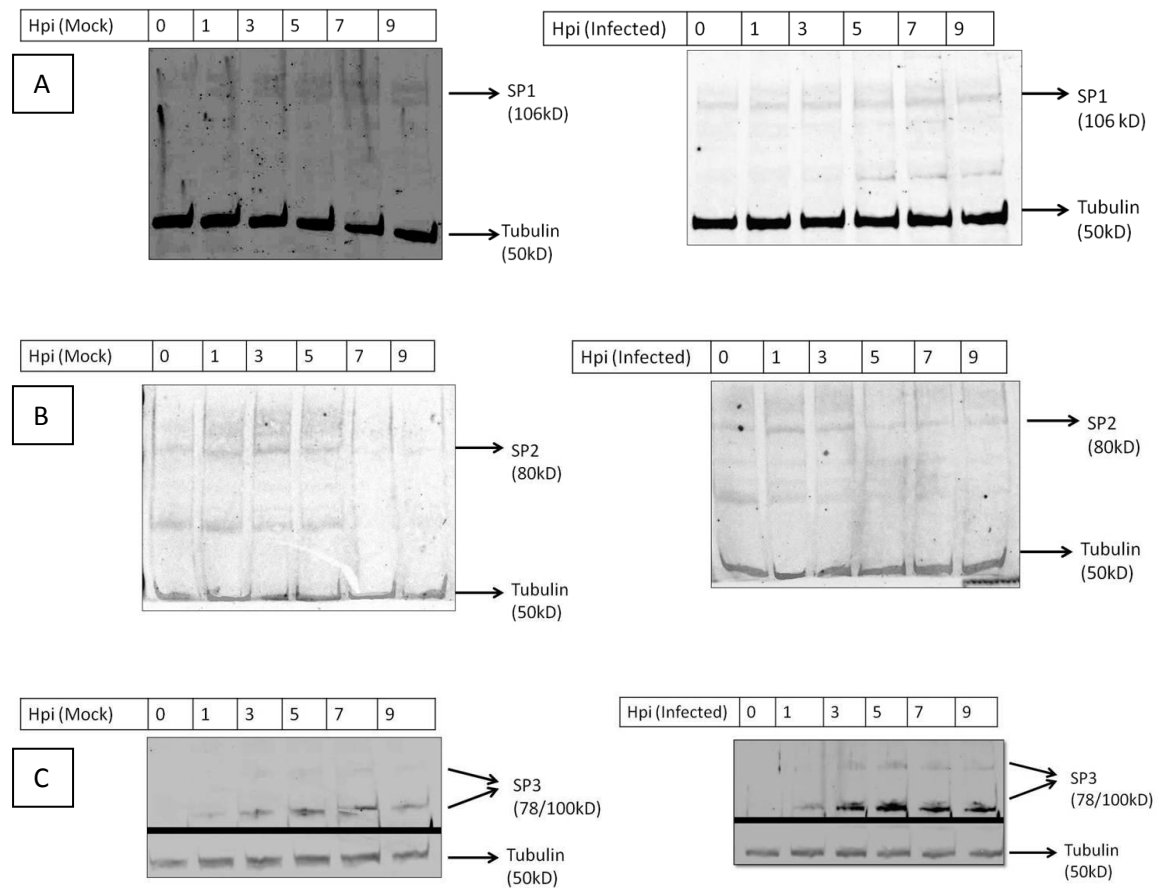 Hpi (Mock) 0 1 3 5 7 9
Hpi (Infected) 0 1 3 5 7 9
A
SP1
(106kD)
Tubulin
(50kD)
SP1
(106 kD)
Tubulin
(50kD)
Hpi (Mock) 0 1 3 5 7 9
Hpi (Infected) 0 1 3 5 7 9
B
SP2
(80kD)
Tubulin
(50kD)
SP2
(80kD)
Tubulin
(50kD)
Hpi (Mock) 0 1 3 5 7 9
Hpi (Infected) 0 1 3 5 7 9
C
SP3
(78/100kD)
Tubulin
(50kD)
SP3
(78/100kD)
Tubulin
(50kD)